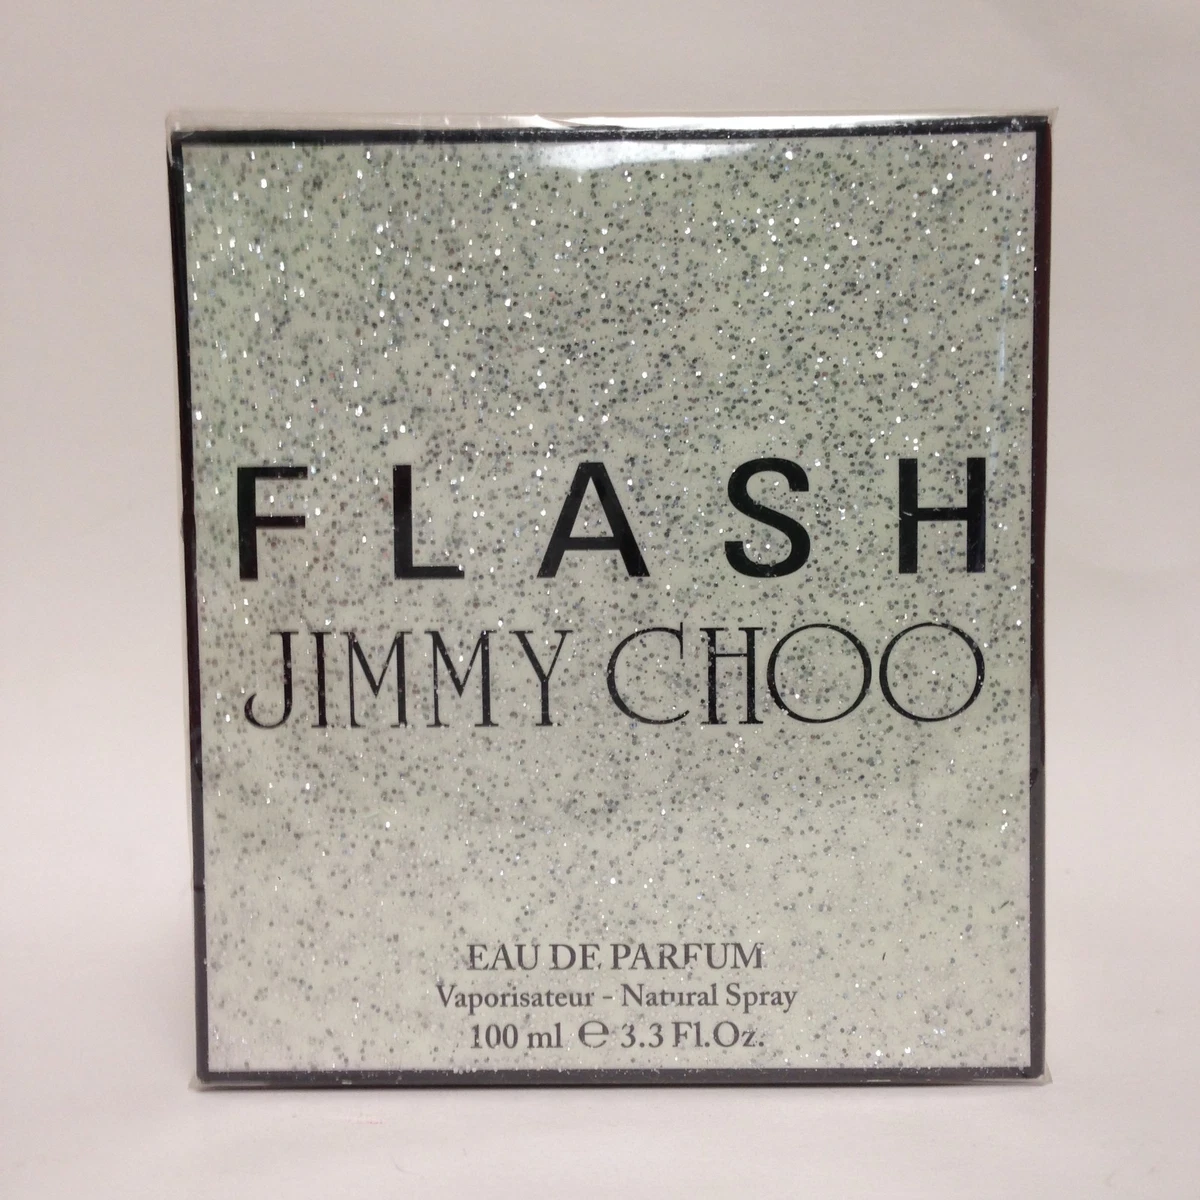 FLASH
JIMMY CHOO
EAU DE PARFUM
Vaporisateur - Natural Spray
100 ml ℮ 3.3 Fl.Oz.